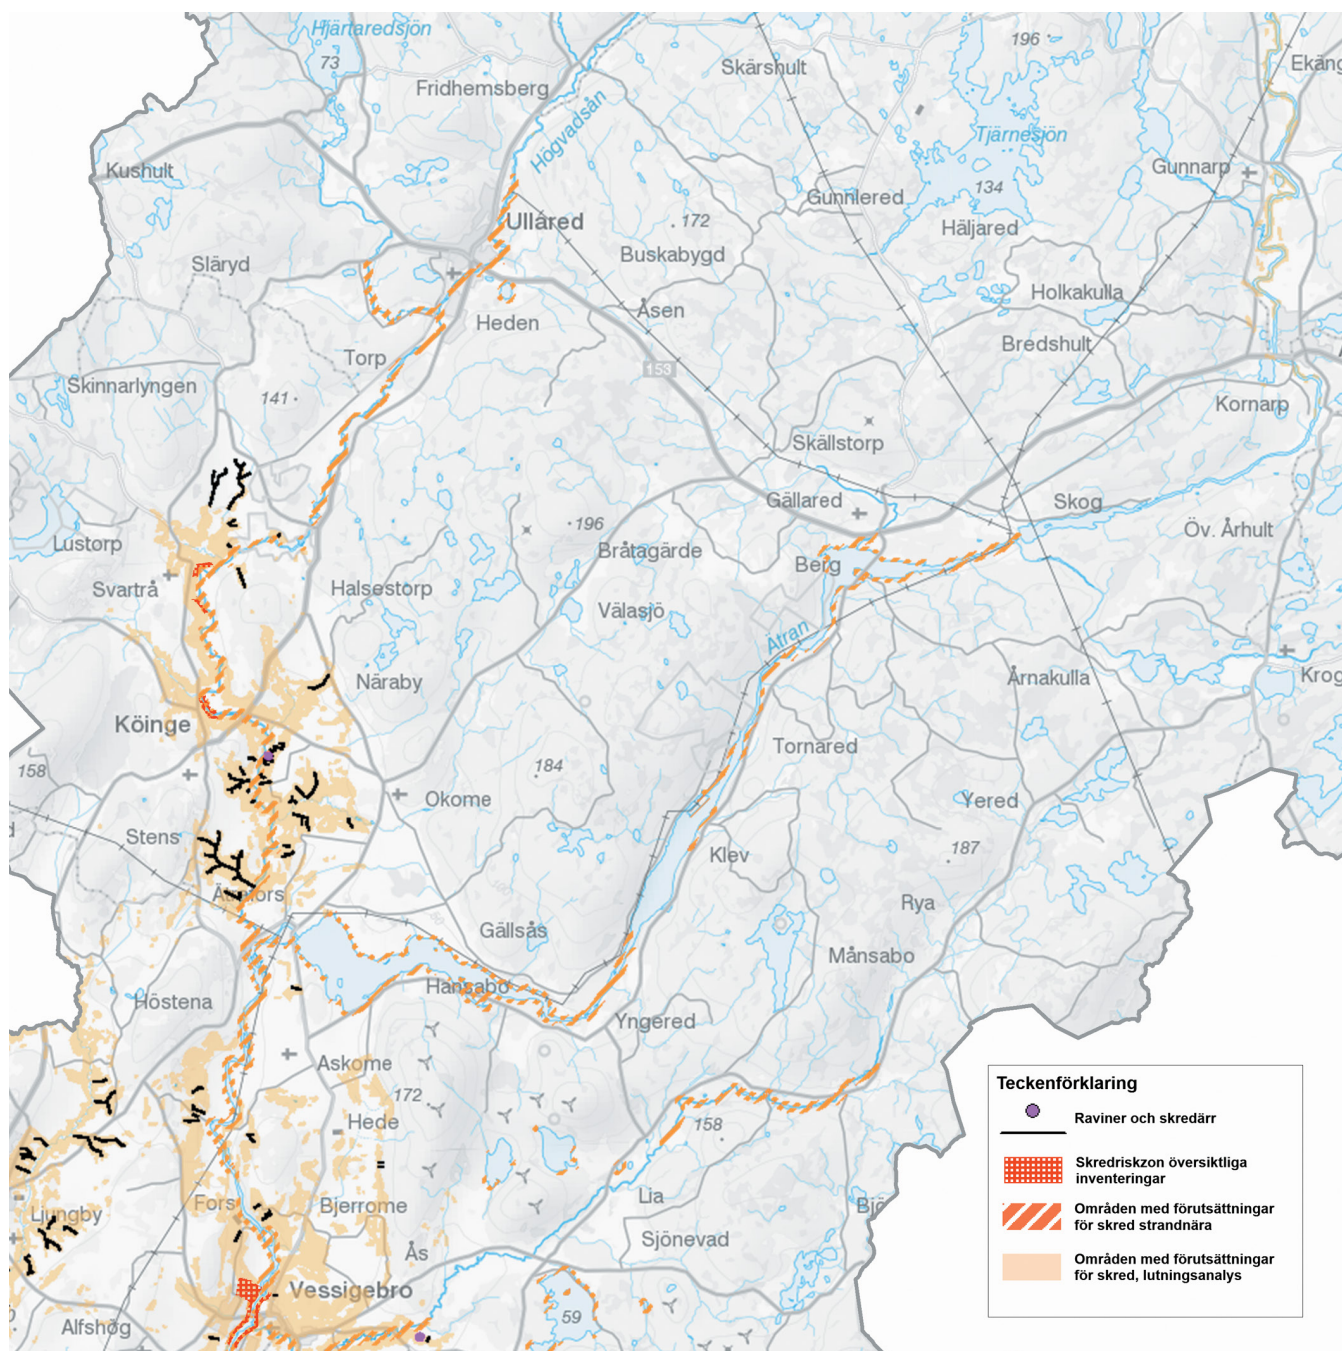 Hjärtaredsjön
73
Fridhemsberg
Högvadsån
Skärshult
196
Ekäng
Tjärnesjön
Kushult
Gunnarp
134
Gunnlered
Ullared
172
Häljared
Buskabygd
Släryd
Holkakulla
Åsen
Heden
Bredshult
Torp
153
Skinnarlyngen
141
Kornarp
Skällstorp
Gällared
Skog
196
Öv. Århult
Lustorp
Bråtagärde
Berg
Svartrå
Halsestorp
Välasjö
Ätran
Näraby
Årnakulla
Krog
Köinge
Tornared
158
184
Okome
Yered
Stens
Klev
187
Rya
Gällsås
Månsabo
Hansabo
Höstena
Yngered
Askome
172
Hede
158
Lia
Fors
Bjerrome
Ljungby
Sjönevad
Ås
Vessigebro
59
Alfshög
Teckenförklaring
Raviner och skredärr
Skredriskzon översiktliga
inventeringar
Områden med förutsättningar
för skred strandnära
Områden med förutsättningar
för skred, lutningsanalys